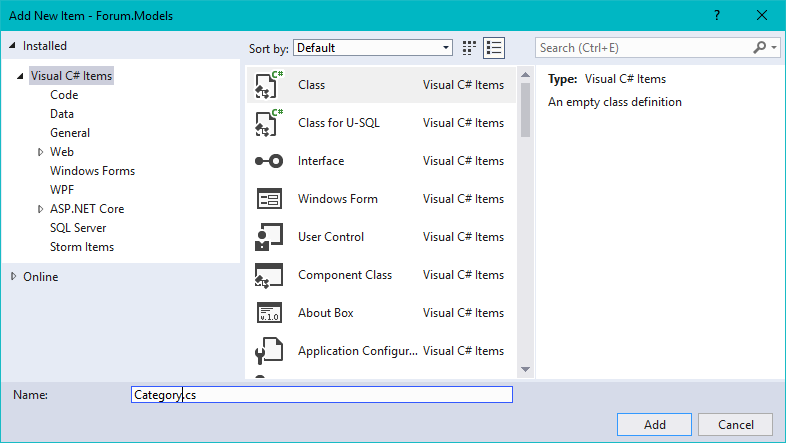 Add New Item - Forum.Models
? 
Installed
Sort by: Default
Search (Ctrl+E)
Visual C# Items
Code
Data
General
Web
Windows Forms
WPF
ASP.NET Core
SQL Server
Storm Items
Online
C# Class Visual C# Items
C# Class for U-SQL Visual C# Items
Interface Visual C# Items
Windows Form Visual C# Items
User Control Visual C# Items
Component Class Visual C# Items
v.1.0 About Box Visual C# Items
Application Configur... Visual C# Items
Type: Visual C# Items
An empty class definition
Name: Category.cs
Add Cancel